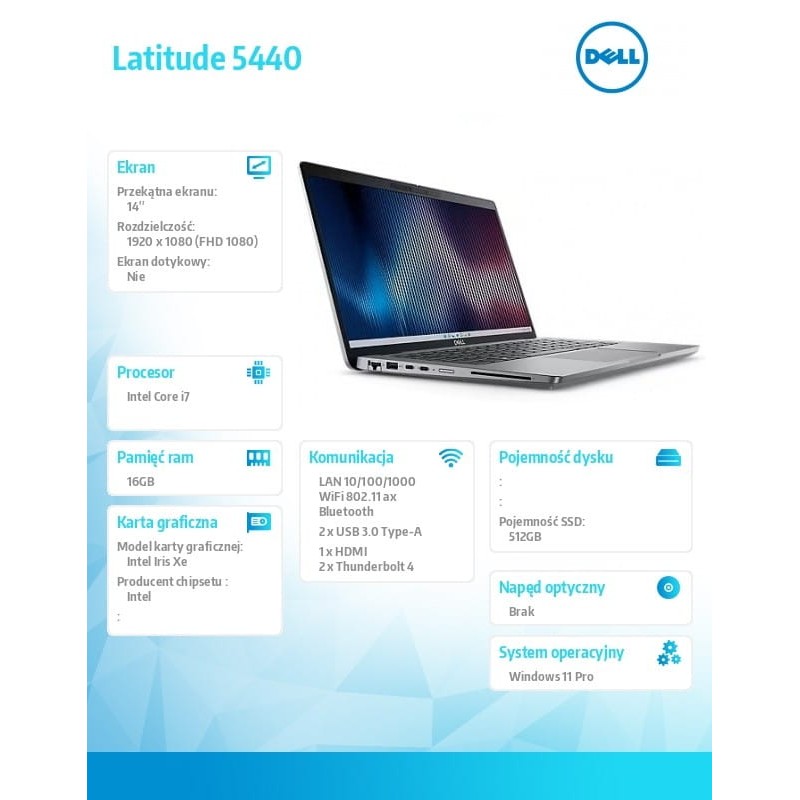 Latitude 5440
DELL
Ekran
Przekątna ekranu:
14"
Rozdzielczość:
1920 x 1080 (FHD 1080)
Ekran dotykowy:
Nie
DELL
Procesor
Intel Core i7
Pamięć ram
16GB
Karta graficzna
Model karty graficznej:
Intel Iris Xe
Producent chipsetu :
Intel
:
Komunikacja
LAN 10/100/1000
WiFi 802.11 ax
Bluetooth
2 x USB 3.0 Type-A
1 x HDMI
2 x Thunderbolt 4
Pojemność dysku
:
:
Pojemność SSD:
512GB
Napęd optyczny
Brak
System operacyjny
Windows 11 Pro